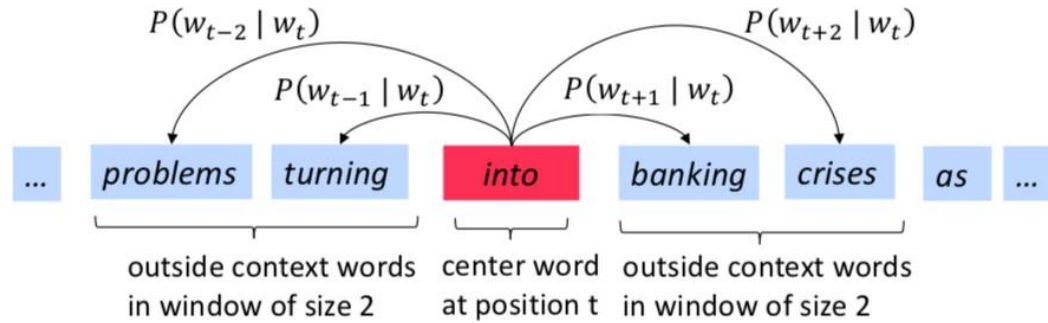 P(w_{t−2} | w_t) P(w_{t+2} | w_t)
P(w_{t−1} | w_t) P(w_{t+1} | w_t)
... problems turning into banking crises as ...
outside context words center word outside context words
in window of size 2 at position t in window of size 2